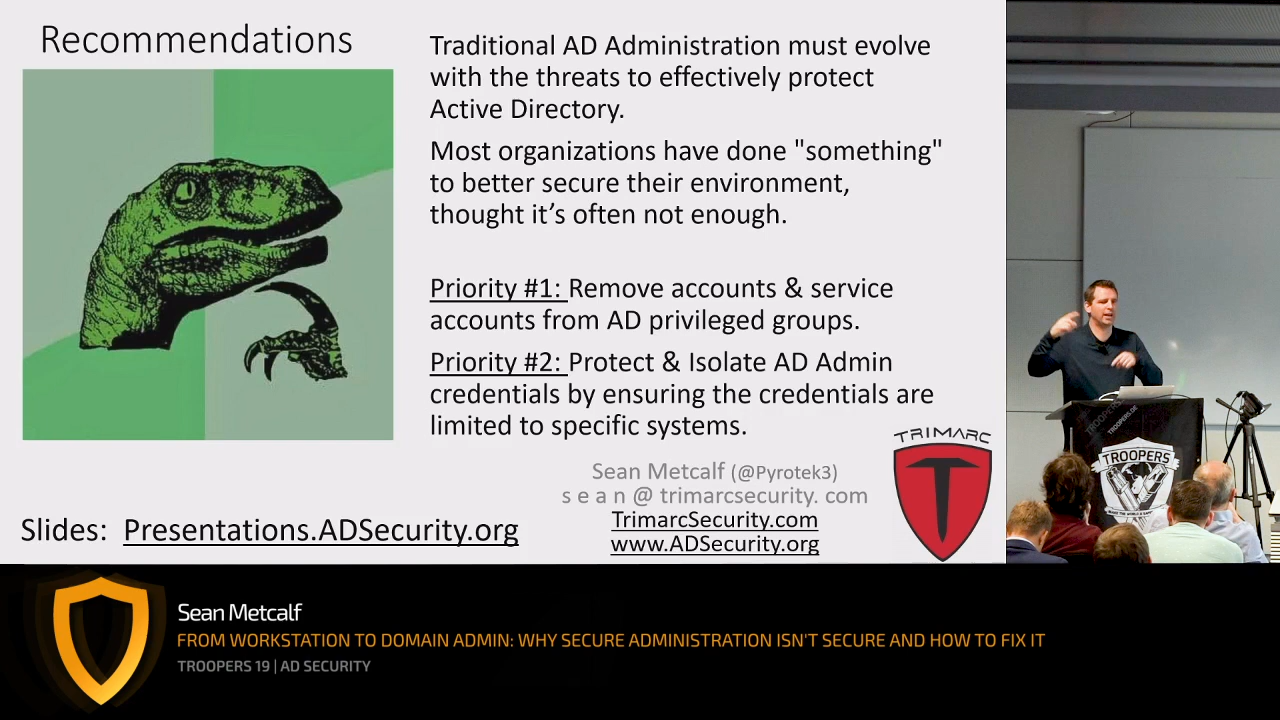 Recommendations
Traditional AD Administration must evolve
with the threats to effectively protect
Active Directory.
Most organizations have done "something"
to better secure their environment,
thought it’s often not enough.
Priority #1: Remove accounts & service
accounts from AD privileged groups.
Priority #2: Protect & Isolate AD Admin
credentials by ensuring the credentials are
limited to specific systems.
TRIMARC
Sean Metcalf (@Pyrotek3)
s e a n @ trimarcsecurity. com
TrimarcSecurity.com
www.ADSecurity.org
Slides: Presentations.ADSecurity.org
TROOPERS
TROOPERS.DE
TROOPERS
Sean Metcalf
FROM WORKSTATION TO DOMAIN ADMIN: WHY SECURE ADMINISTRATION ISN'T SECURE AND HOW TO FIX IT
TROOPERS 19 | AD SECURITY